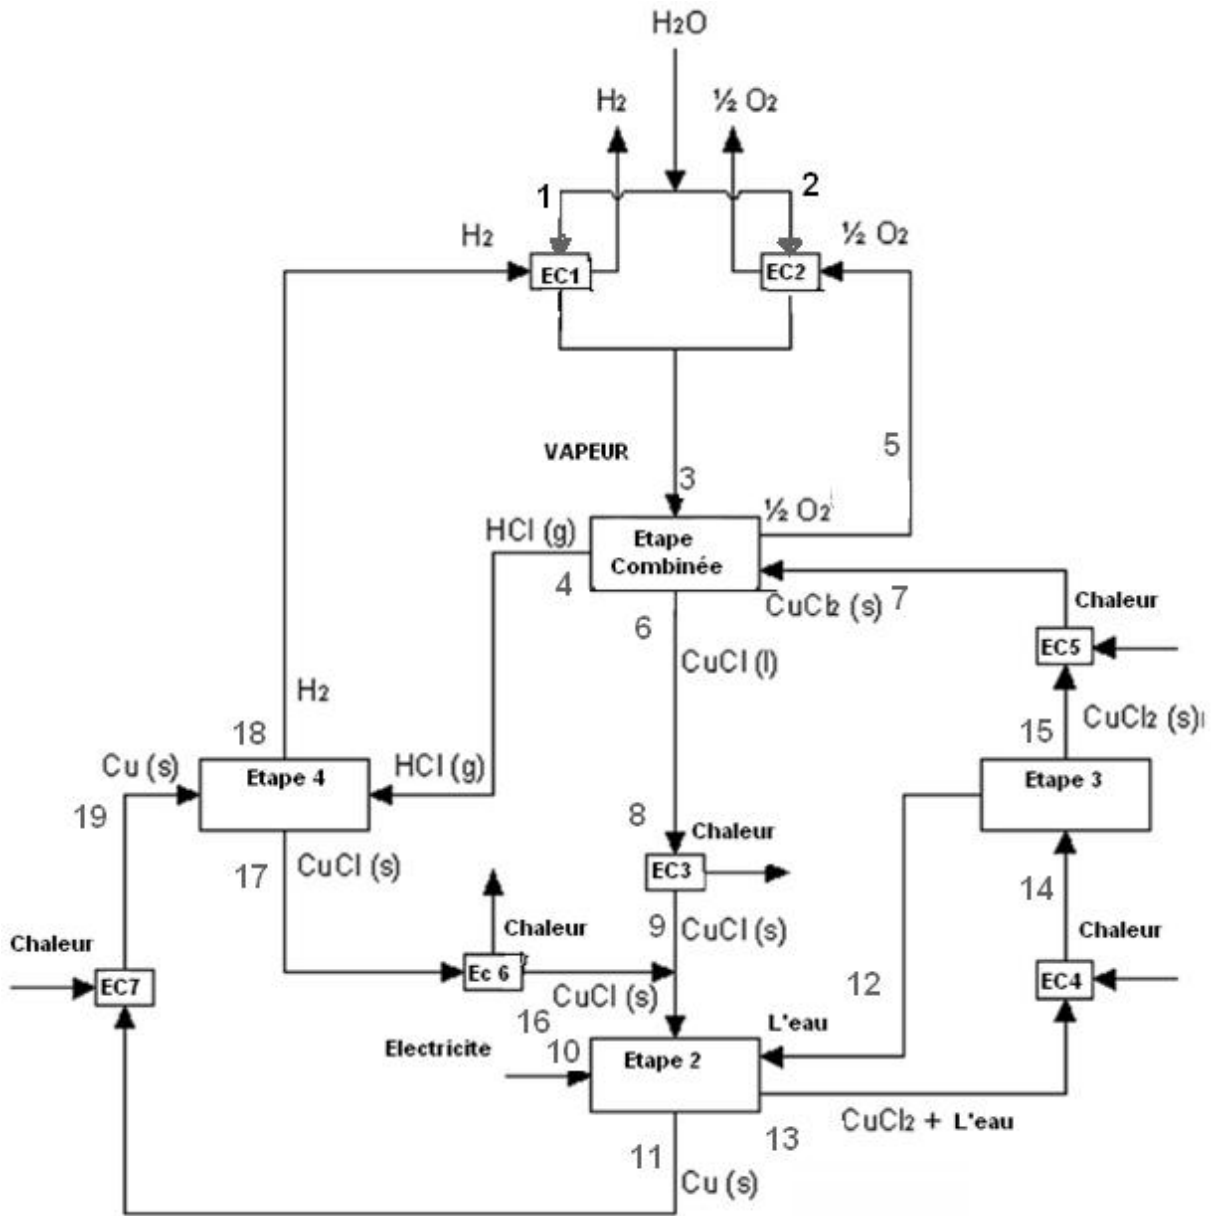 H2O
H2
½ O2
1
2
H2
½ O2
EC1
EC2
5
VAPEUR
3
½ O2
HCl (g)
Etape
Combinée
4
CuCl2 (s)
7
Chaleur
6
EC5
CuCl (l)
H2
CuCl2 (s)
18
15
Cu (s)
HCl (g)
Etape 4
Etape 3
19
8
Chaleur
17
CuCl (s)
EC3
14
Chaleur
9
CuCl (s)
Chaleur
Chaleur
Ec 6
EC7
EC4
CuCl (s)
12
16
L'eau
Electricite
10
Etape 2
CuCl2 + L'eau
13
11
Cu (s)